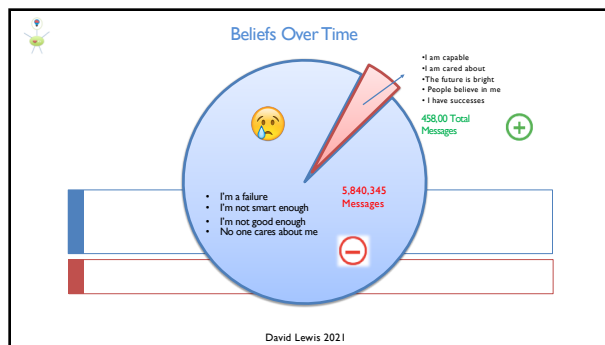 Beliefs Over Time
•I am capable
•I am cared about
•The future is bright
• People believe in me
• I have successes
458,00 Total
Messages
• I'm a failure
• I'm not smart enough
• I'm not good enough
• No one cares about me
5,840,345
Messages
David Lewis 2021